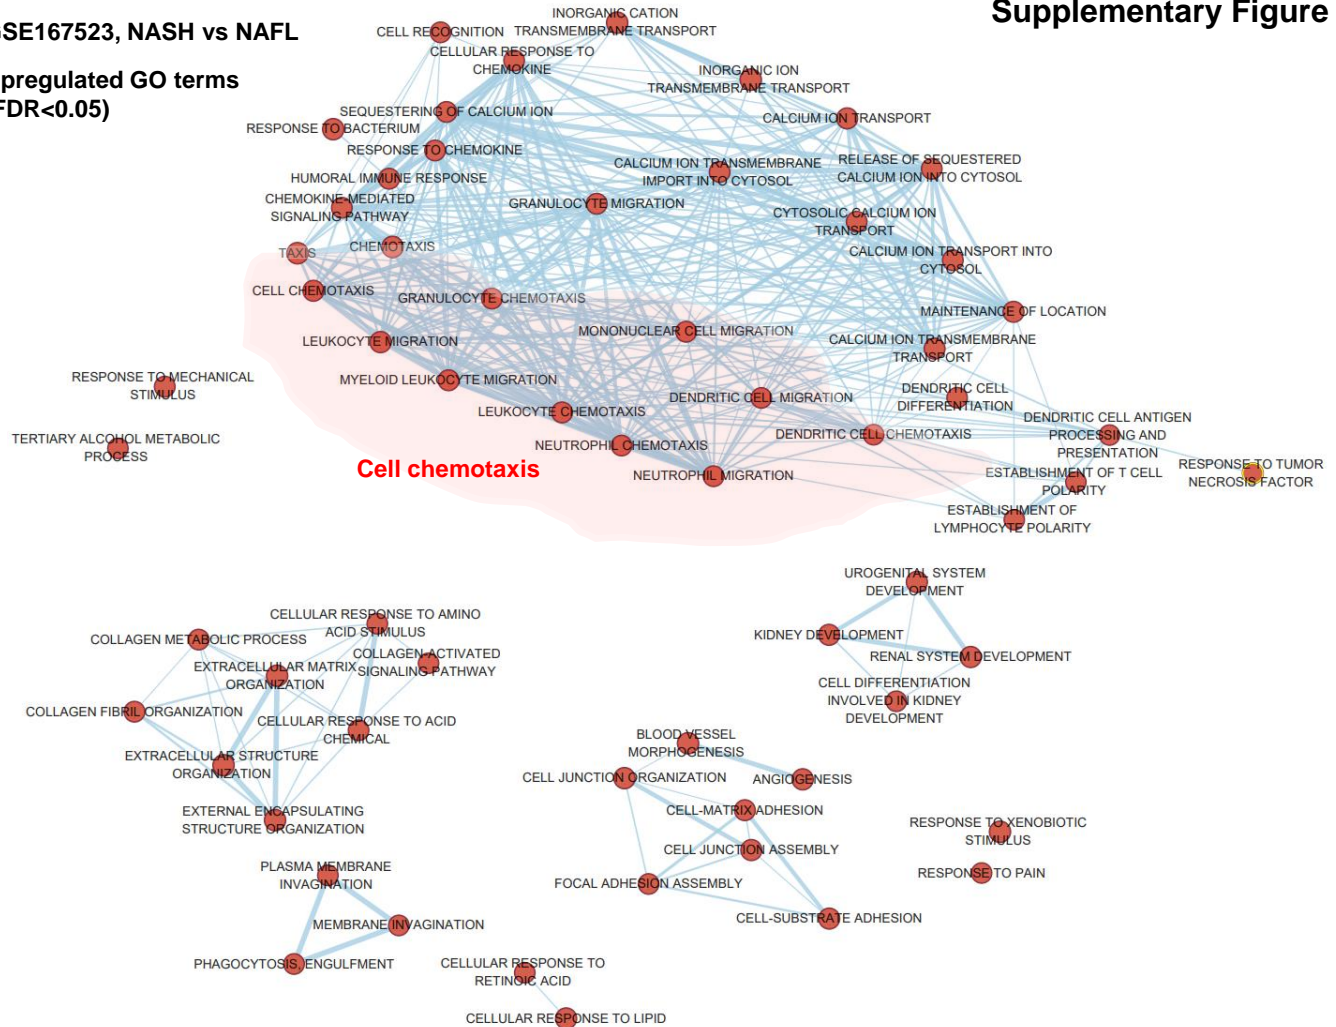 Supplementary Figure
GSE167523, NASH vs NAFL
pregulated GO terms
FDR<0.05)
CELL RECOGNITION
INORGANIC CATION
TRANSMEMBRANE TRANSPORT
CELLULAR RESPONSE TO
CHEMOKINE
INORGANIC ION
TRANSMEMBRANE TRANSPORT
SEQUESTERING OF CALCIUM ION
CALCIUM ION TRANSPORT
RESPONSE TO BACTERIUM
RESPONSE TO CHEMOKINE
CALCIUM ION TRANSMEMBRANE
IMPORT INTO CYTOSOL
RELEASE OF SEQUESTERED
CALCIUM ION INTO CYTOSOL
HUMORAL IMMUNE RESPONSE
CHEMOKINE-MEDIATED
SIGNALING PATHWAY
GRANULOCYTE MIGRATION
CYTOSOLIC CALCIUM ION
TRANSPORT
TAXIS
CHEMOTAXIS
CALCIUM ION TRANSPORT INTO
CYTOSOL
CELL CHEMOTAXIS
GRANULOCYTE CHEMOTAXIS
MAINTENANCE OF LOCATION
MONONUCLEAR CELL MIGRATION
LEUKOCYTE MIGRATION
CALCIUM ION TRANSMEMBRANE
TRANSPORT
RESPONSE TO MECHANICAL
STIMULUS
MYELOID LEUKOCYTE MIGRATION
DENDRITIC CELL MIGRATION
DENDRITIC CELL
DIFFERENTIATION
LEUKOCYTE CHEMOTAXIS
DENDRITIC CELL ANTIGEN
PROCESSING AND
PRESENTATION
TERTIARY ALCOHOL METABOLIC
PROCESS
NEUTROPHIL CHEMOTAXIS
DENDRITIC CELL CHEMOTAXIS
Cell chemotaxis
NEUTROPHIL MIGRATION
ESTABLISHMENT OF T CELL
POLARITY
RESPONSE TO TUMOR
NECROSIS FACTOR
ESTABLISHMENT OF
LYMPHOCYTE POLARITY
UROGENITAL SYSTEM
DEVELOPMENT
KIDNEY DEVELOPMENT
RENAL SYSTEM DEVELOPMENT
CELL DIFFERENTIATION
INVOLVED IN KIDNEY
DEVELOPMENT
CELLULAR RESPONSE TO AMINO
ACID STIMULUS
COLLAGEN METABOLIC PROCESS
COLLAGEN-ACTIVATED
SIGNALING PATHWAY
EXTRACELLULAR MATRIX
ORGANIZATION
COLLAGEN FIBRIL ORGANIZATION
CELLULAR RESPONSE TO ACID
CHEMICAL
EXTRACELLULAR STRUCTURE
ORGANIZATION
EXTERNAL ENCAPSULATING
STRUCTURE ORGANIZATION
BLOOD VESSEL
MORPHOGENESIS
CELL JUNCTION ORGANIZATION
ANGIOGENESIS
CELL-MATRIX ADHESION
CELL JUNCTION ASSEMBLY
FOCAL ADHESION ASSEMBLY
CELL-SUBSTRATE ADHESION
RESPONSE TO XENOBIOTIC
STIMULUS
RESPONSE TO PAIN
PLASMA MEMBRANE
INVAGINATION
MEMBRANE INVAGINATION
PHAGOCYTOSIS, ENGULFMENT
CELLULAR RESPONSE TO
RETINOIC ACID
CELLULAR RESPONSE TO LIPID